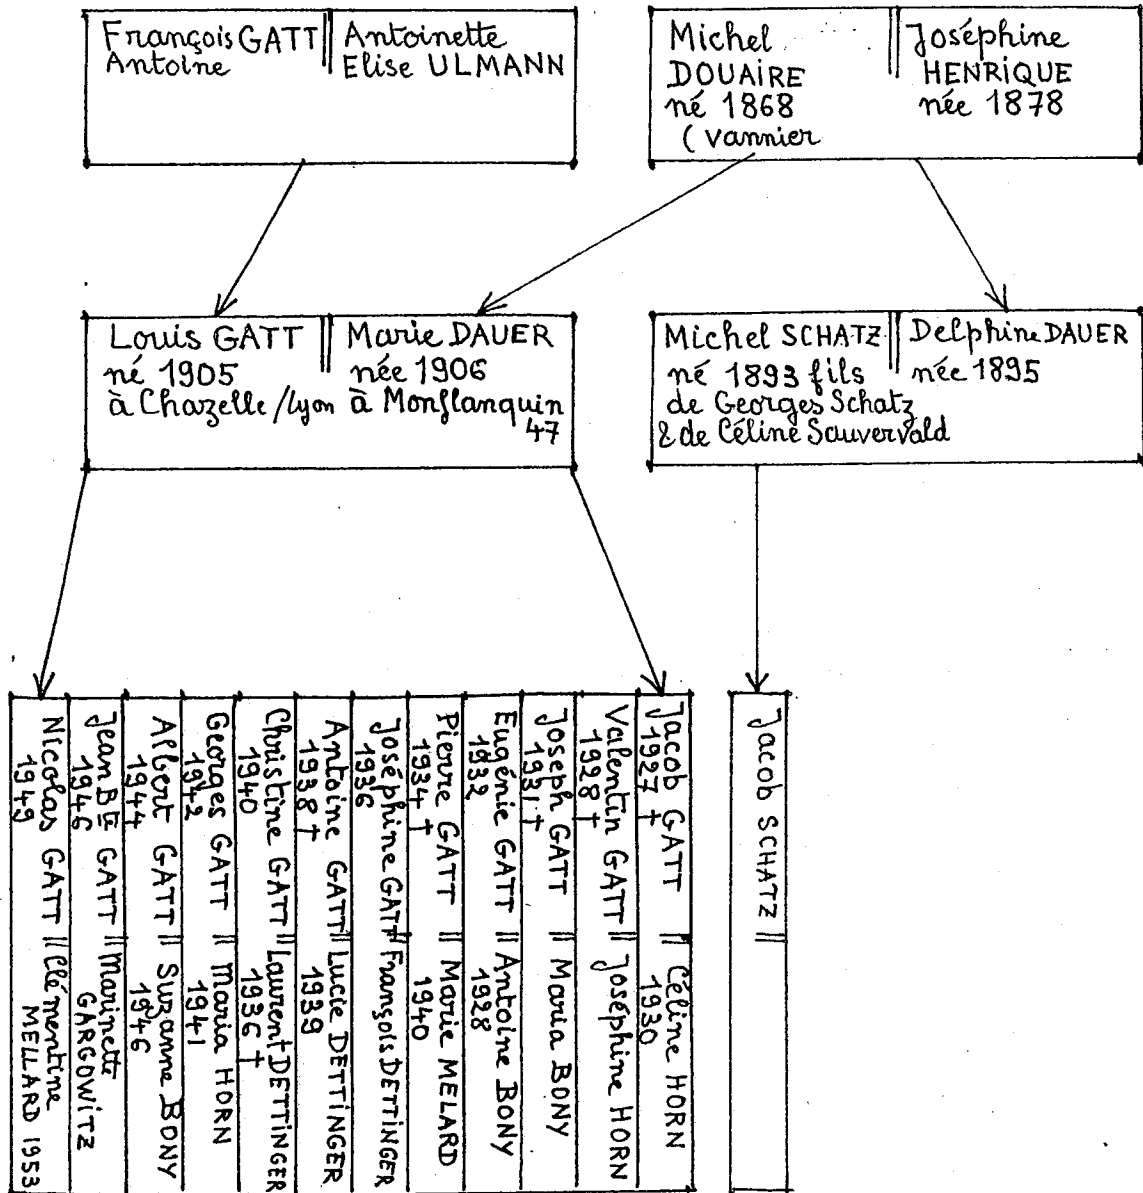 François GATT || Antoinette
Antoine Elise ULMANN
Michel || Joséphine
DOUAIRE HENRIQUE
né 1868 née 1878
(vannier
Louis GATT || Marie DAUER
né 1905 née 1906
à Chazelle/Lyon à Monflanquin
47
Michel SCHATZ || Delphine DAUER
né 1893 fils née 1895
de Georges Schatz
& de Céline Sauvervald
Nicolas GATT || Clémentine
1949 MELLARD 1953
Jean Bte GATT || Marinette
1946 GARGOWITZ
Albert GATT || Suzanne BONY
1944 1946
Georges GATT || Maria HORN
1942 1941
Christine GATT || Laurent DETTINGER
1940 1936 †
Antoine GATT || Lucie DETTINGER
1938 † 1939
Joséphine GATT || François DETTINGER
1936
Pierre GATT || Marie MELARD
1934 † 1940
Eugénie GATT || Antoine BONY
1932 1928
Joseph GATT || Maria BONY
1931 †
Valentin GATT || Joséphine HORN
1928 †
Jacob GATT || Céline HORN
1927 † 1930
Jacob SCHATZ ||